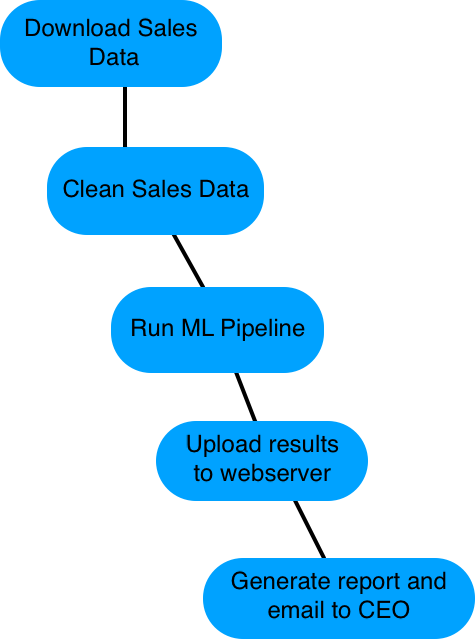 Download Sales
Data
Clean Sales Data
Run ML Pipeline
Upload results
to webserver
Generate report and
email to CEO